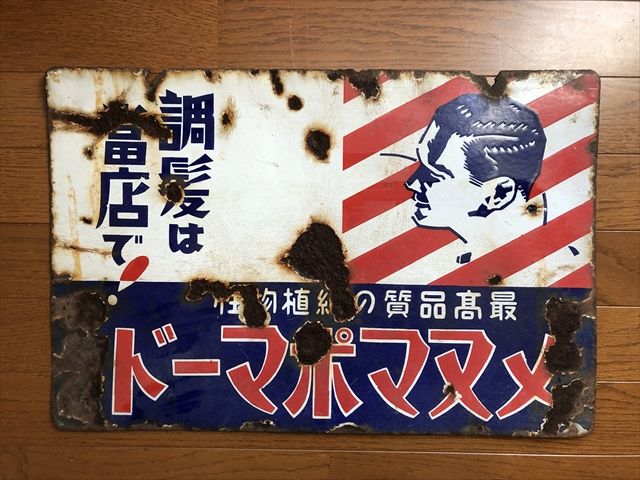 調髪は
當店で!
最髙品質の純植物性
メヌマポマード